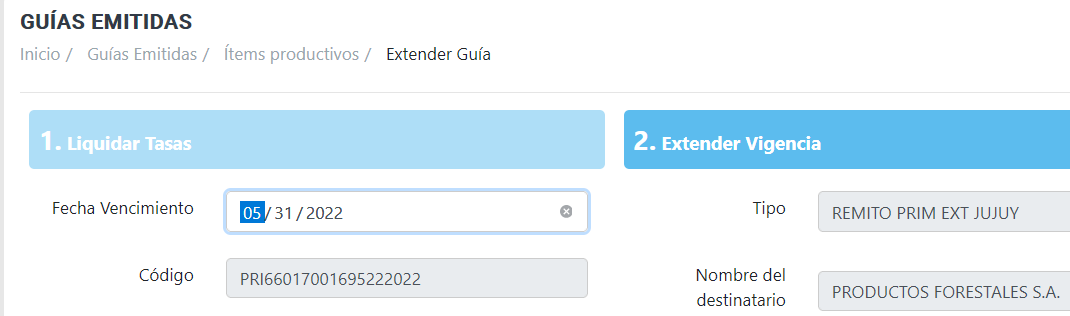 GUÍAS EMITIDAS
Inicio / Guías Emitidas / Ítems productivos / Extender Guía
1. Liquidar Tasas
2. Extender Vigencia
Fecha Vencimiento
05 / 31 / 2022
Tipo
REMITO PRIM EXT JUJUY
Código
PRI66017001695222022
Nombre del
destinatario
PRODUCTOS FORESTALES S.A.